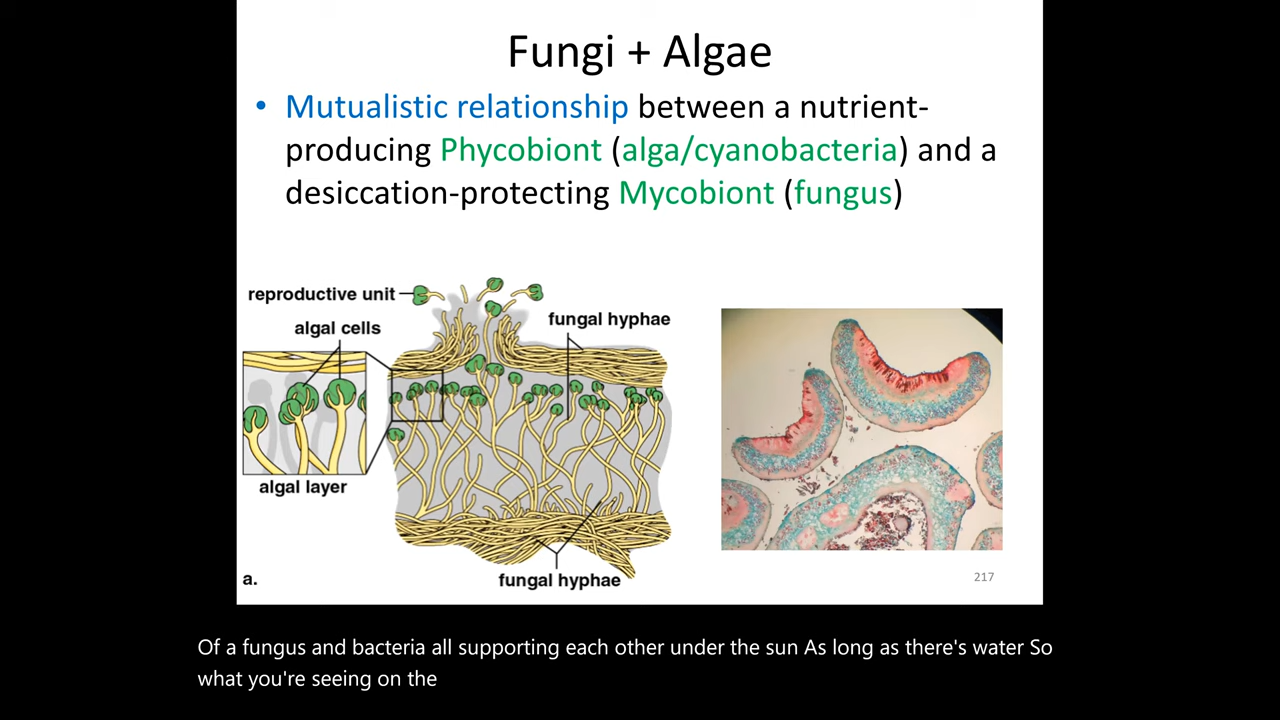 Fungi + Algae
• Mutualistic relationship between a nutrient-
producing Phycobiont (alga/cyanobacteria) and a
desiccation-protecting Mycobiont (fungus)
reproductive unit
algal cells
fungal hyphae
algal layer
fungal hyphae
a.
217
Of a fungus and bacteria all supporting each other under the sun As long as there's water So
what you're seeing on the